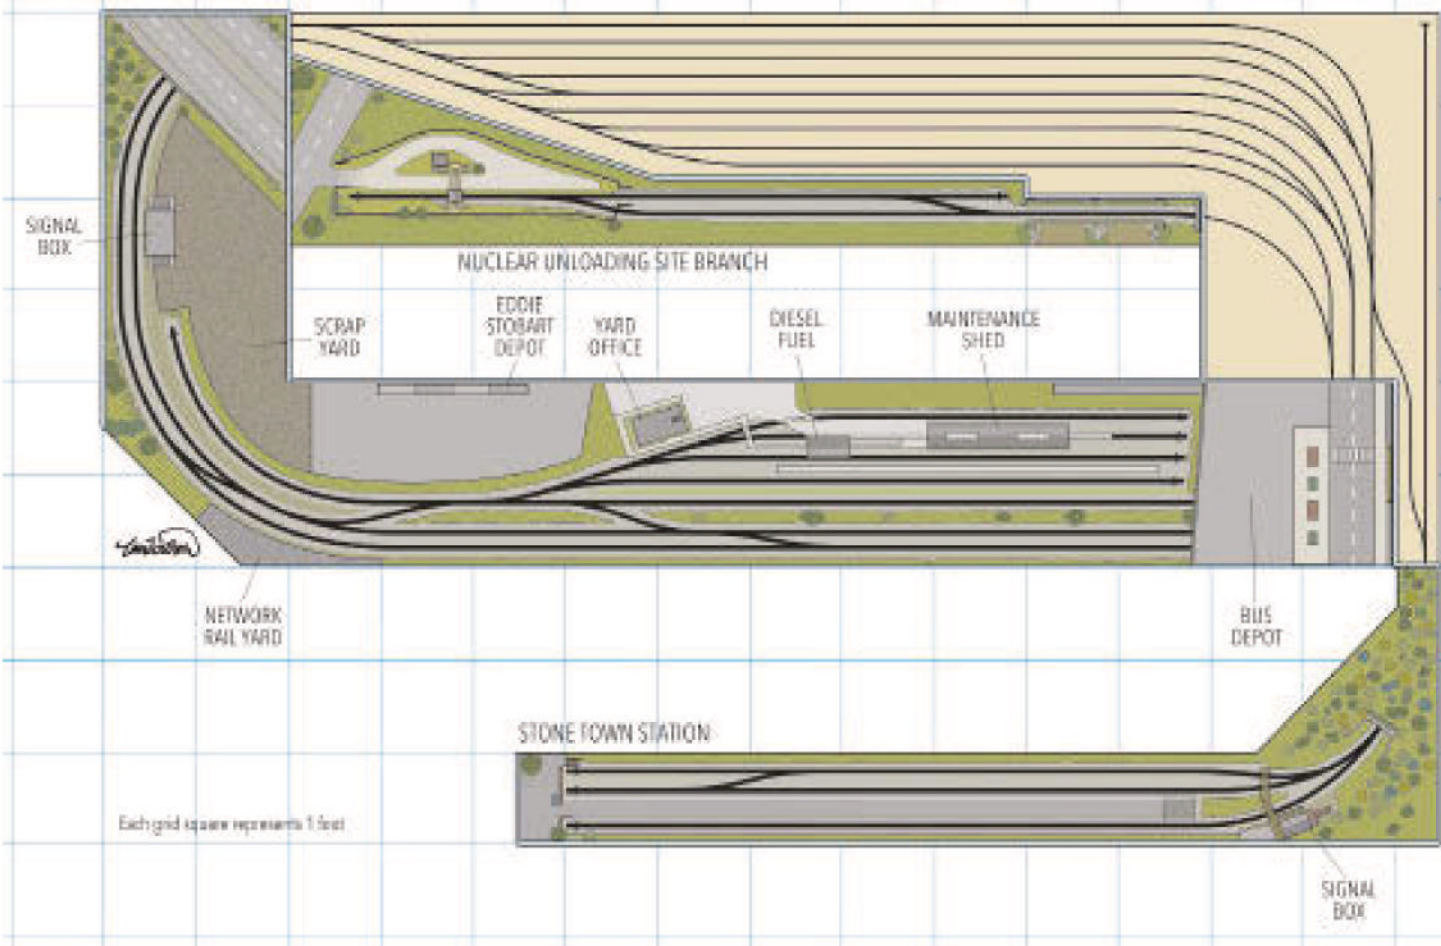 SIGNAL
BOX
NUCLEAR UNLOADING SITE BRANCH
SCRAP
YARD
EDDIE
STOBART
DEPOT
YARD
OFFICE
DIESEL
FUEL
MAINTENANCE
SHED
NETWORK
RAIL YARD
BUS
DEPOT
STONE TOWN STATION
Each grid square represents 1 foot
SIGNAL
BOX